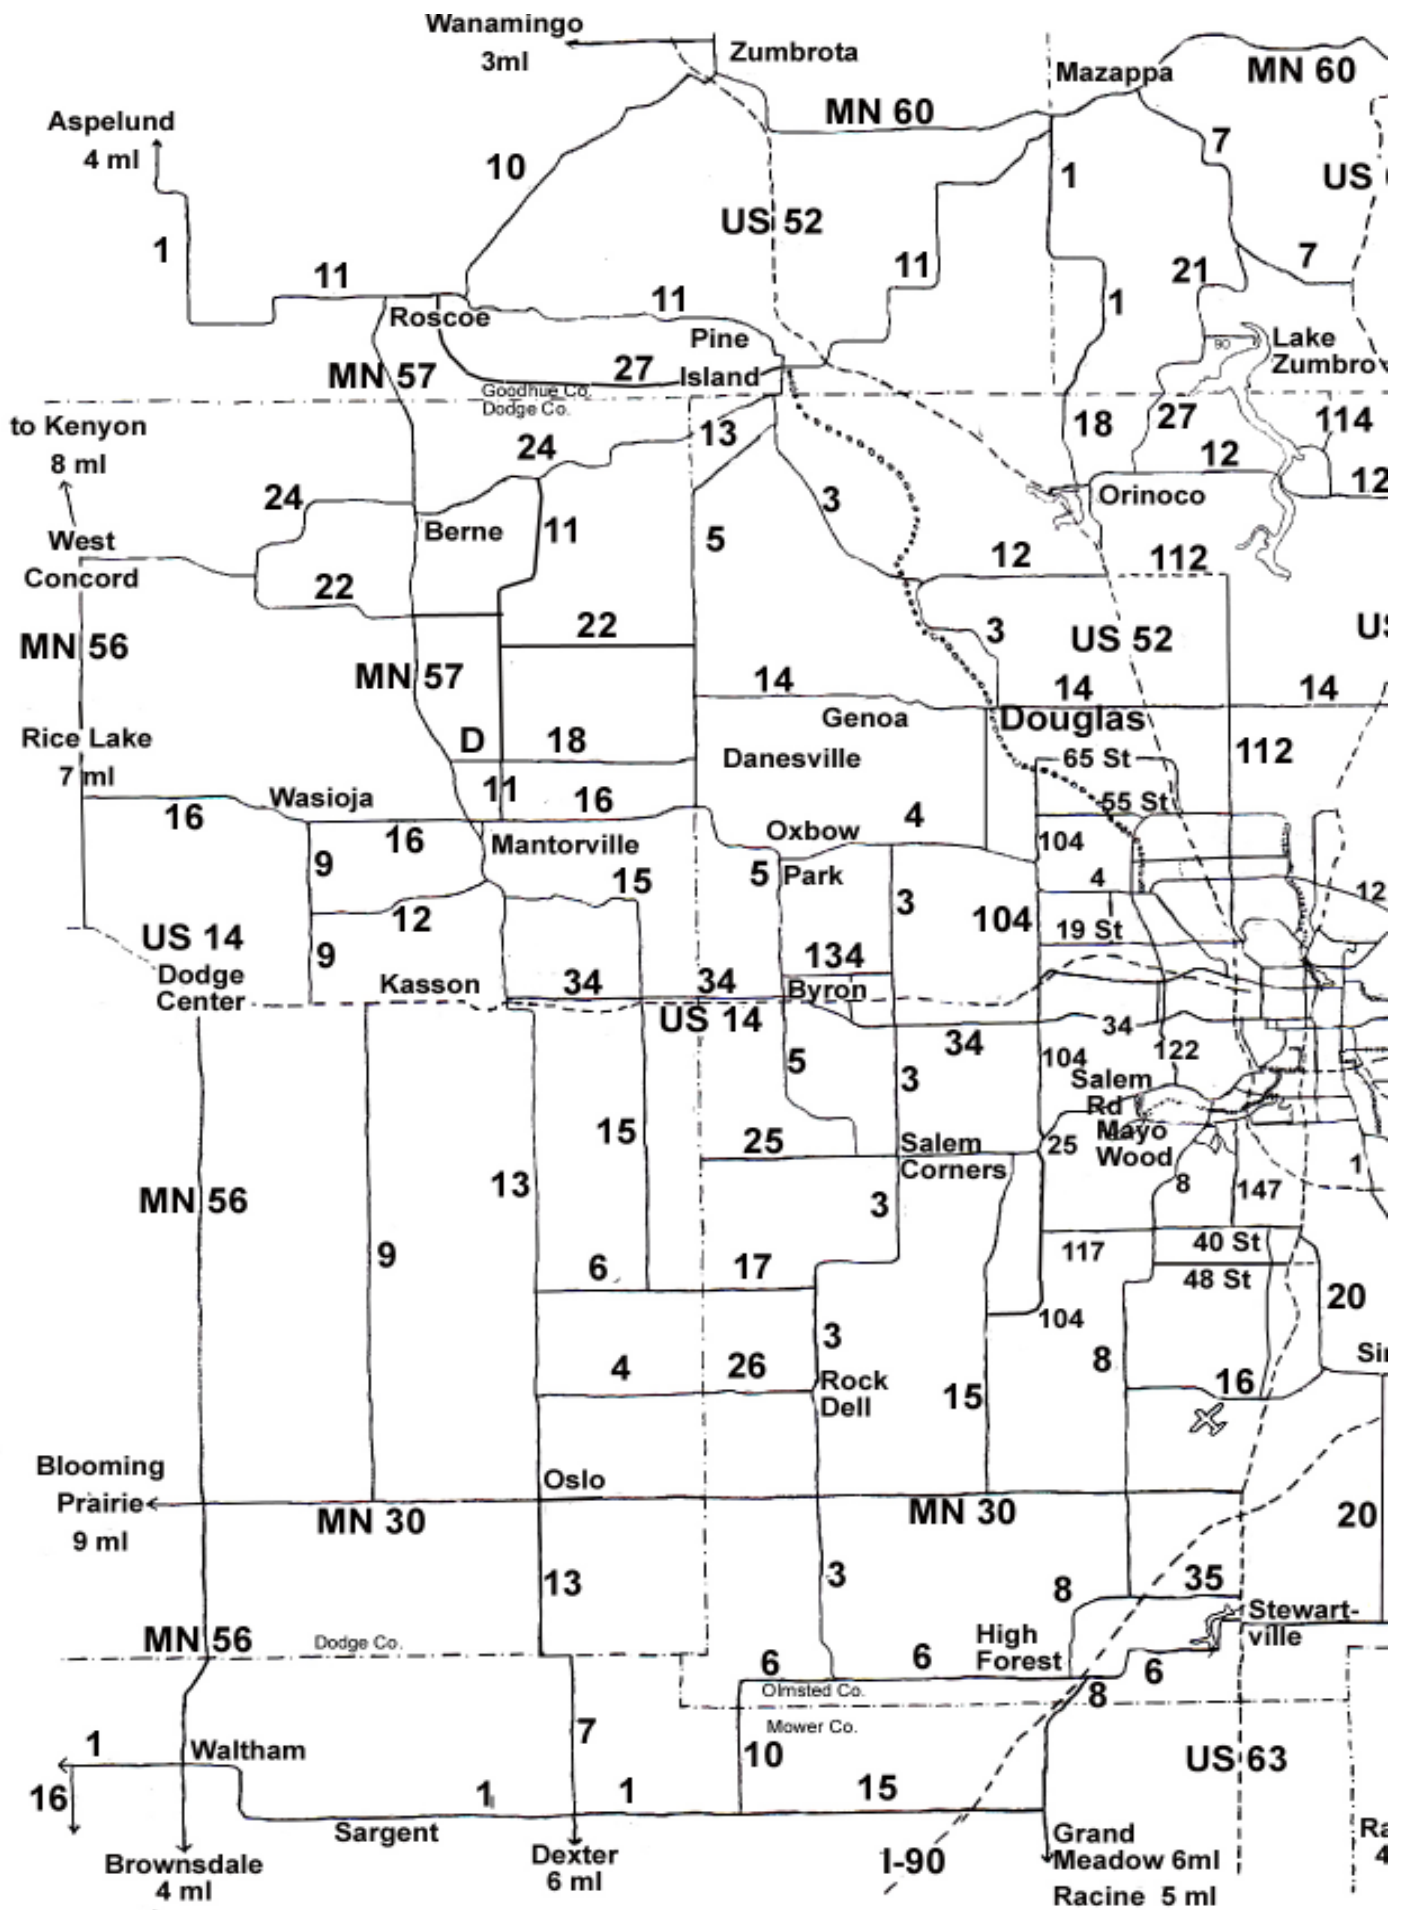 Wanamingo
3ml
Zumbrota
Mazappa
MN 60
Aspelund
4 ml
MN 60
7
10
1
US
US 52
1
11
11
21
7
11
1
Roscoe
Pine
Lake
Zumbro
90
27
Island
MN 57
Goodhue Co.
Dodge Co.
to Kenyon
8 ml
24
13
18
27
114
12
12
24
3
Orinoco
West
Concord
Berne
11
5
12
112
22
22
3
US 52
US
MN 56
MN 57
14
14
14
Genoa
Douglas
Rice Lake
7 ml
D
18
Danesville
65 St
112
11
16
55 St
Wasioja
16
16
Mantorville
Oxbow
4
104
9
15
5
Park
4
12
12
3
104
19 St
US 14
9
134
Dodge
Center
Kasson
34
34
Byron
US 14
34
34
5
3
104
122
Salem
Rd
Mayo
Wood
15
25
Salem
Corners
25
1
13
MN 56
3
8
147
9
117
40 St
6
17
48 St
20
3
104
8
4
26
Rock
Dell
15
16
Sin
Blooming
Prairie
9 ml
Oslo
MN 30
MN 30
20
13
3
8
35
Stewart-
ville
MN 56
Dodge Co.
High
Forest
6
6
6
Olmsted Co.
8
Mower Co.
7
10
1
Waltham
US 63
16
1
1
15
Sargent
Grand
Meadow 6ml
Racine 5 ml
Brownsdale
4 ml
Dexter
6 ml
I-90
Ra
4